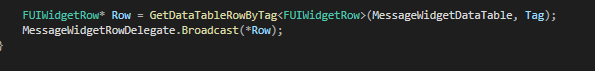 FUIWidgetRow* Row = GetDataTableRowByTag<FUIWidgetRow>(MessageWidgetDataTable, Tag);
MessageWidgetRowDelegate.Broadcast(*Row);
}